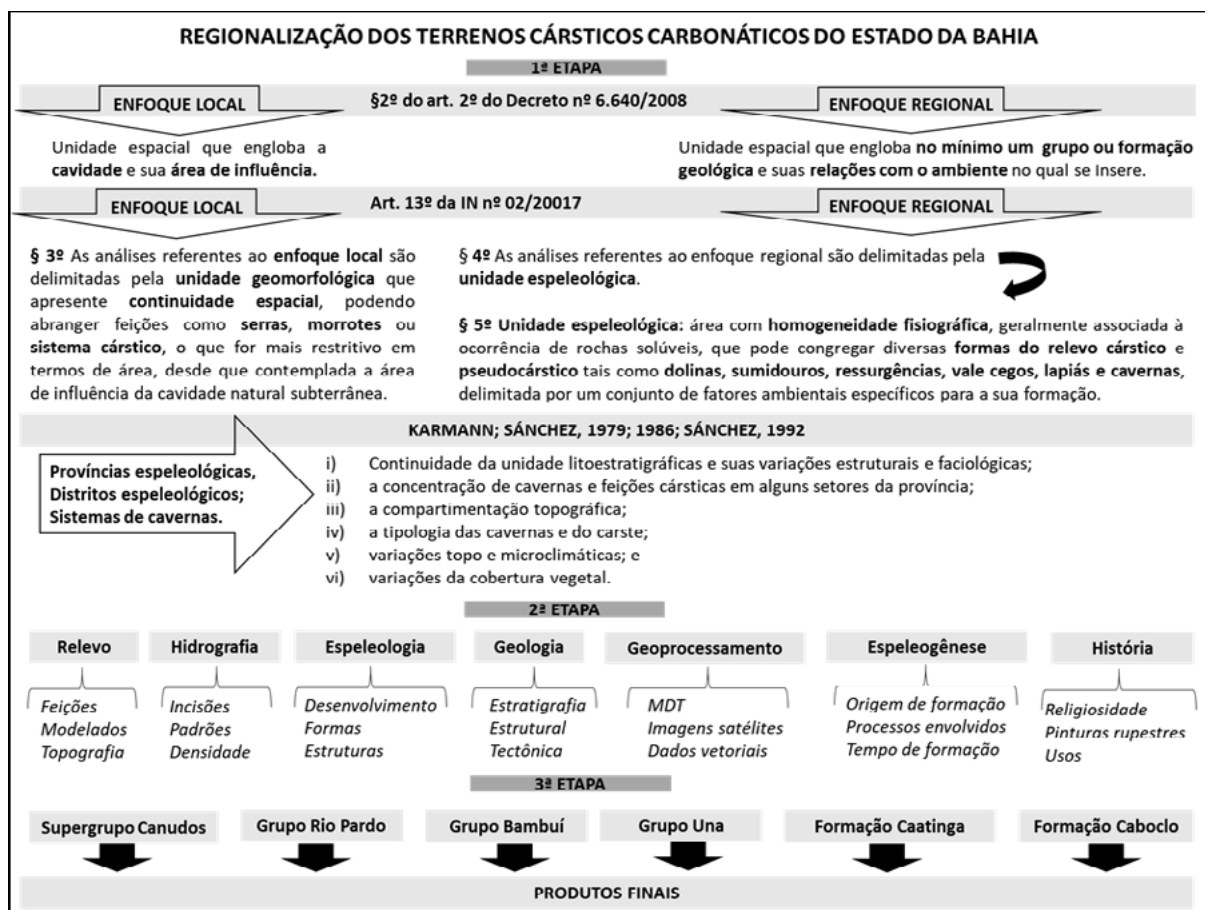 REGIONALIZAÇÃO DOS TERRENOS CÁRSTICOS CARBONÁTICOS DO ESTADO DA BAHIA
1ª ETAPA
ENFOQUE LOCAL
§2º do art. 2º do Decreto nº 6.640/2008
ENFOQUE REGIONAL
Unidade espacial que engloba a
cavidade e sua área de influência.
Unidade espacial que engloba no mínimo um grupo ou formação
geológica e suas relações com o ambiente no qual se Insere.
ENFOQUE LOCAL
Art. 13º da IN nº 02/20017
ENFOQUE REGIONAL
§ 3º As análises referentes ao enfoque local são
delimitadas pela unidade geomorfológica que
apresente continuidade espacial, podendo
abranger feições como serras, morrotes ou
sistema cárstico, o que for mais restritivo em
termos de área, desde que contemplada a área
de influência da cavidade natural subterrânea.
§ 4º As análises referentes ao enfoque regional são delimitadas pela
unidade espeleológica.
§ 5º Unidade espeleológica: área com homogeneidade fisiográfica, geralmente associada à
ocorrência de rochas solúveis, que pode congregar diversas formas do relevo cárstico e
pseudocárstico tais como dolinas, sumidouros, ressurgências, vale cegos, lapiás e cavernas,
delimitada por um conjunto de fatores ambientais específicos para a sua formação.
KARMANN; SÁNCHEZ, 1979; 1986; SÁNCHEZ, 1992
Províncias espeleológicas,
Distritos espeleológicos;
Sistemas de cavernas.
i) Continuidade da unidade litoestratigráficas e suas variações estruturais e faciológicas;
ii) a concentração de cavernas e feições cársticas em alguns setores da província;
iii) a compartimentação topográfica;
iv) a tipologia das cavernas e do carste;
v) variações topo e microclimáticas; e
vi) variações da cobertura vegetal.
2ª ETAPA
Relevo
Hidrografia
Espeleologia
Geologia
Geoprocessamento
Espeleogênese
História
Feições
Modelados
Topografia
Incisões
Padrões
Densidade
Desenvolvimento
Formas
Estruturas
Estratigrafia
Estrutural
Tectônica
MDT
Imagens satélites
Dados vetoriais
Origem de formação
Processos envolvidos
Tempo de formação
Religiosidade
Pinturas rupestres
Usos
3ª ETAPA
Supergrupo Canudos
Grupo Rio Pardo
Grupo Bambuí
Grupo Una
Formação Caatinga
Formação Caboclo
PRODUTOS FINAIS